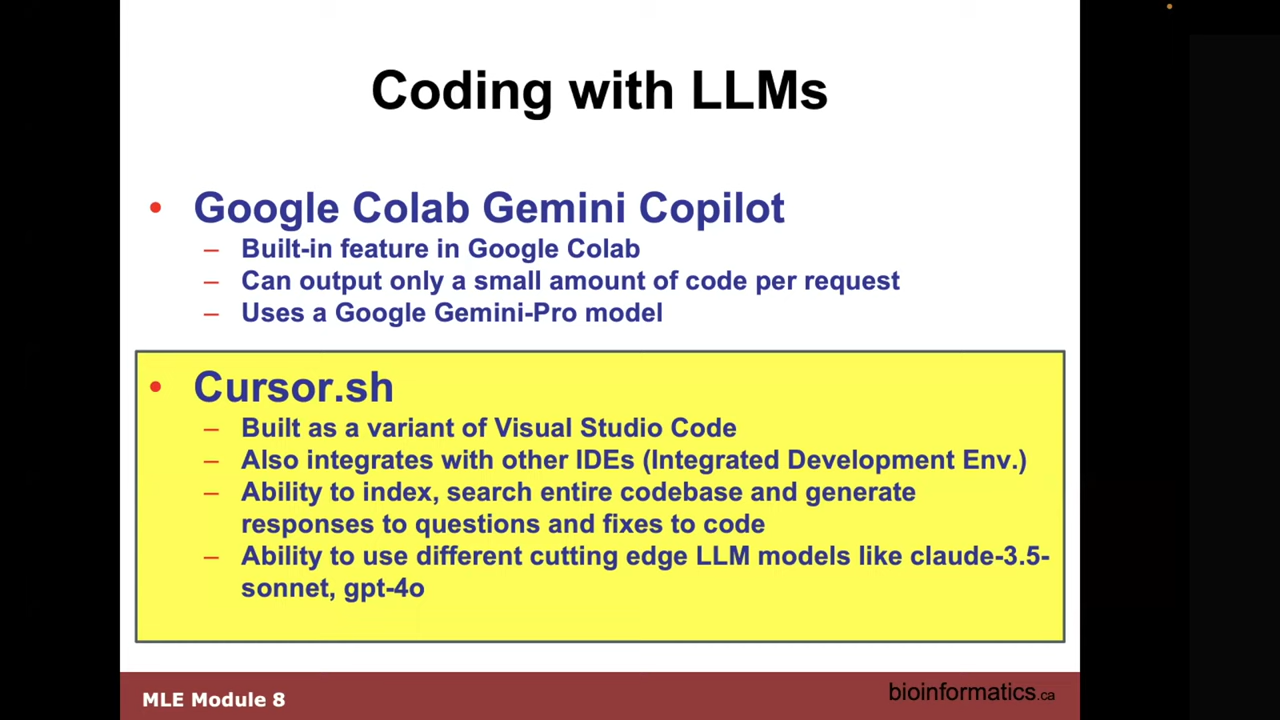 Coding with LLMs
• Google Colab Gemini Copilot
– Built-in feature in Google Colab
– Can output only a small amount of code per request
– Uses a Google Gemini-Pro model
• Cursor.sh
– Built as a variant of Visual Studio Code
– Also integrates with other IDEs (Integrated Development Env.)
– Ability to index, search entire codebase and generate
responses to questions and fixes to code
– Ability to use different cutting edge LLM models like claude-3.5-
sonnet, gpt-4o
MLE Module 8
bioinformatics.ca